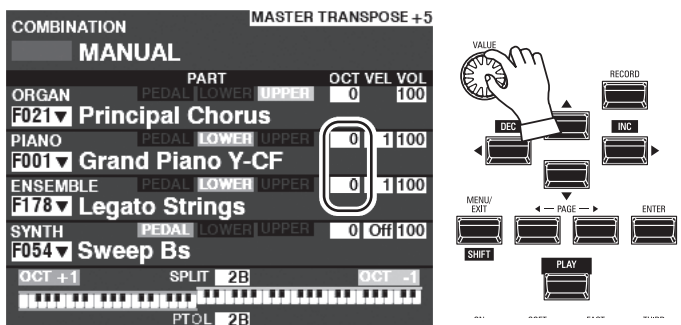 MASTER TRANSPOSE +5
COMBINATION
MANUAL
PART OCT VEL VOL
ORGAN PEDAL LOWER UPPER 0 100
F021▼ Principal Chorus
PIANO PEDAL LOWER UPPER 0 1 100
F001▼ Grand Piano Y-CF
ENSEMBLE PEDAL LOWER UPPER 0 1 100
F178▼ Legato Strings
SYNTH PEDAL LOWER UPPER 0 Off 100
F054▼ Sweep Bs
OCT +1 SPLIT 2B OCT -1
PTOL 2B
VALUE
RECORD
DEC INC
MENU/
EXIT
◄ — PAGE — ► ENTER
SHIFT
PLAY